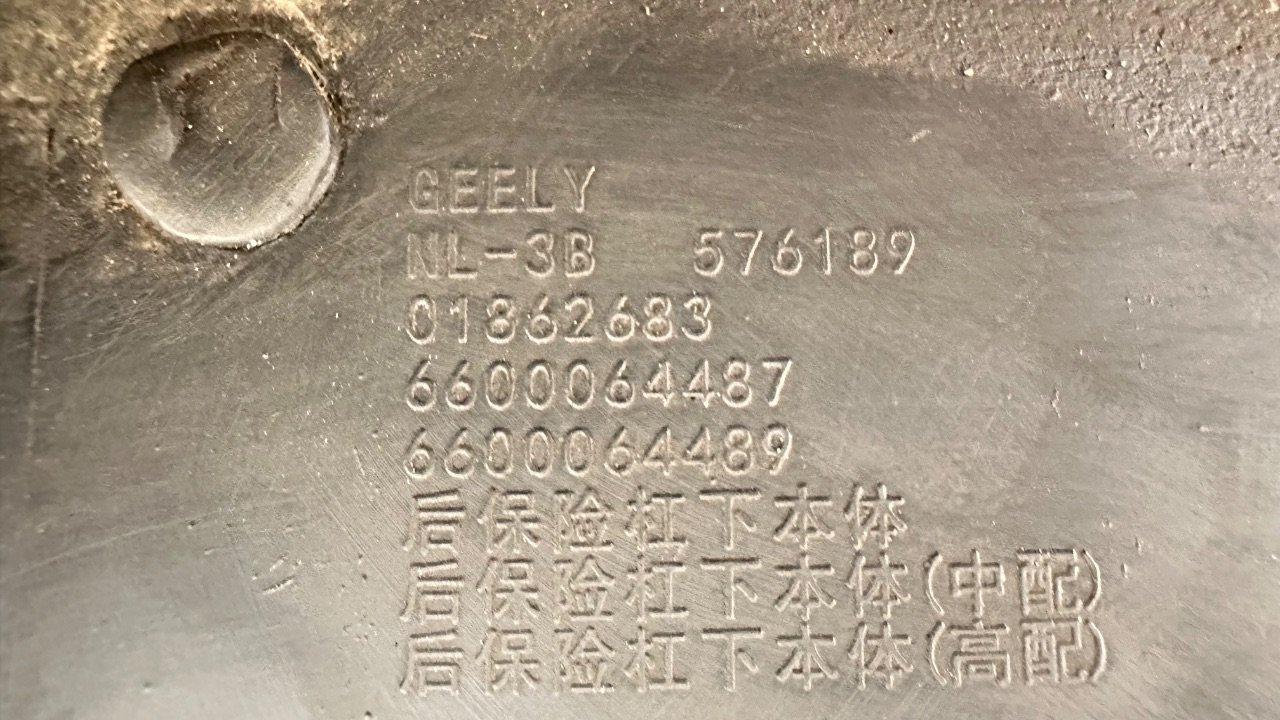 GEELY
NL-3B 576189
01862683
6600064487
6600064489
后保险杠下本体
后保险杠下本体(中配)
后保险杠下本体(高配)